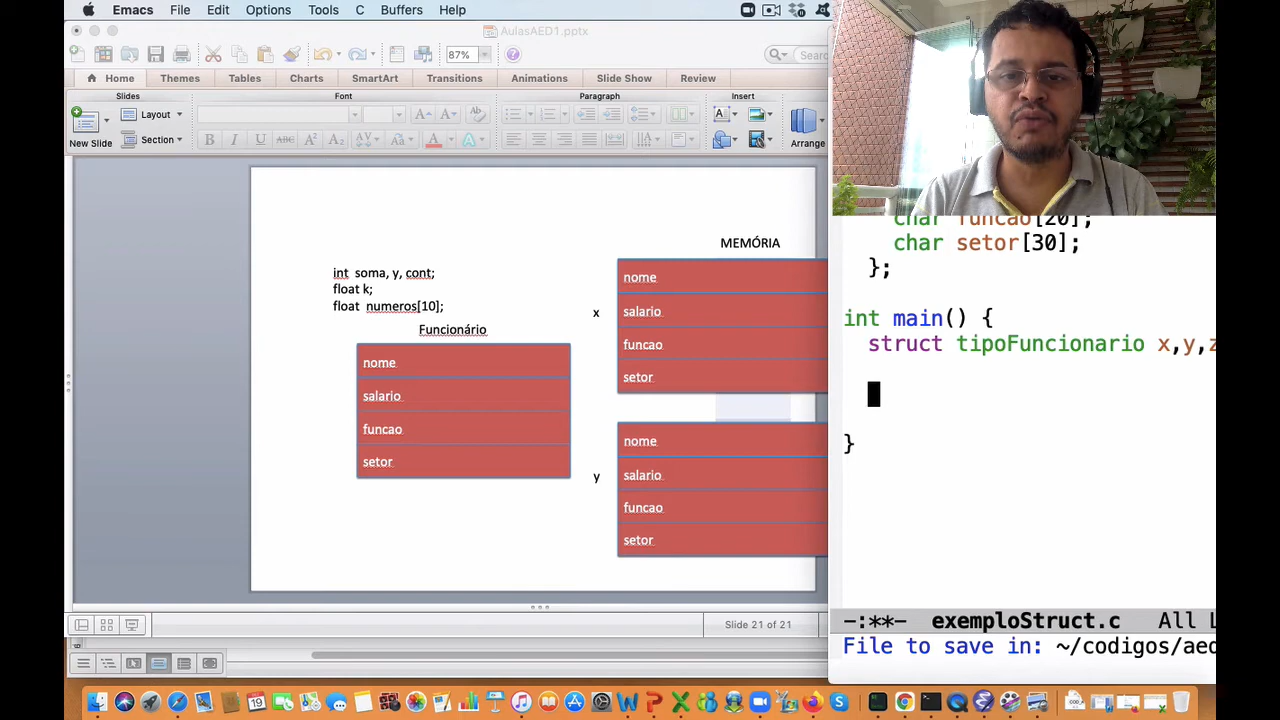 Emacs File Edit Options Tools C Buffers Help
AulasAED1.pptx
87%
Home Themes Tables Charts SmartArt Transitions Animations Slide Show Review
Slides Font Paragraph Insert
New Slide Layout Section Arrange
MEMÓRIA
int soma, y, cont;
float k;
float numeros[10];
Funcionário
nome
salario
funcao
setor
x
nome
salario
funcao
setor
y
nome
salario
funcao
setor
Slide 21 of 21
char funcao[20];
char setor[30];
};
int main() {
struct tipoFuncionario x,y,z
}
-:**- exemploStruct.c All L
File to save in: ~/codigos/aed